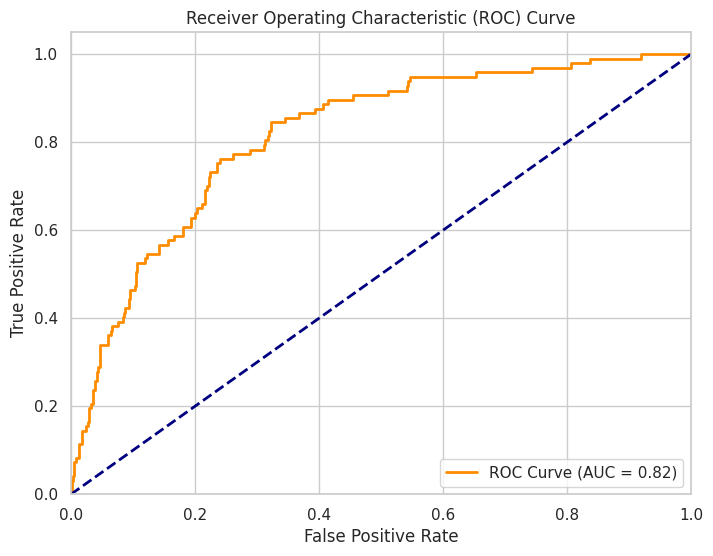 Receiver Operating Characteristic (ROC) Curve
True Positive Rate
1.0
0.8
0.6
0.4
0.2
0.0
0.0 0.2 0.4 0.6 0.8 1.0
False Positive Rate
ROC Curve (AUC = 0.82)